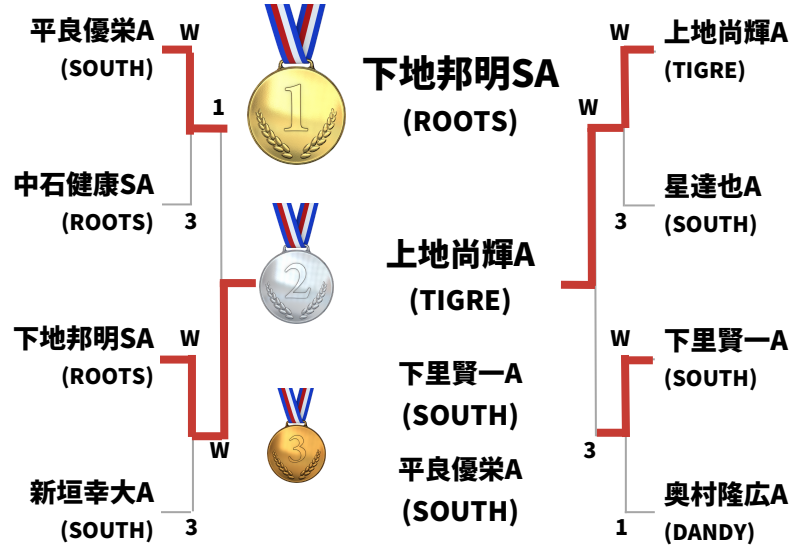 平良優栄A
(SOUTH)
W
1
中石健康SA
(ROOTS)
3
下地邦明SA
(ROOTS)
W
W
新垣幸大A
(SOUTH)
3
1
下地邦明SA
(ROOTS)
2
上地尚輝A
(TIGRE)
3
下里賢一A
(SOUTH)
平良優栄A
(SOUTH)
W
上地尚輝A
(TIGRE)
W
星達也A
(SOUTH)
3
W
下里賢一A
(SOUTH)
3
奥村隆広A
(DANDY)
1